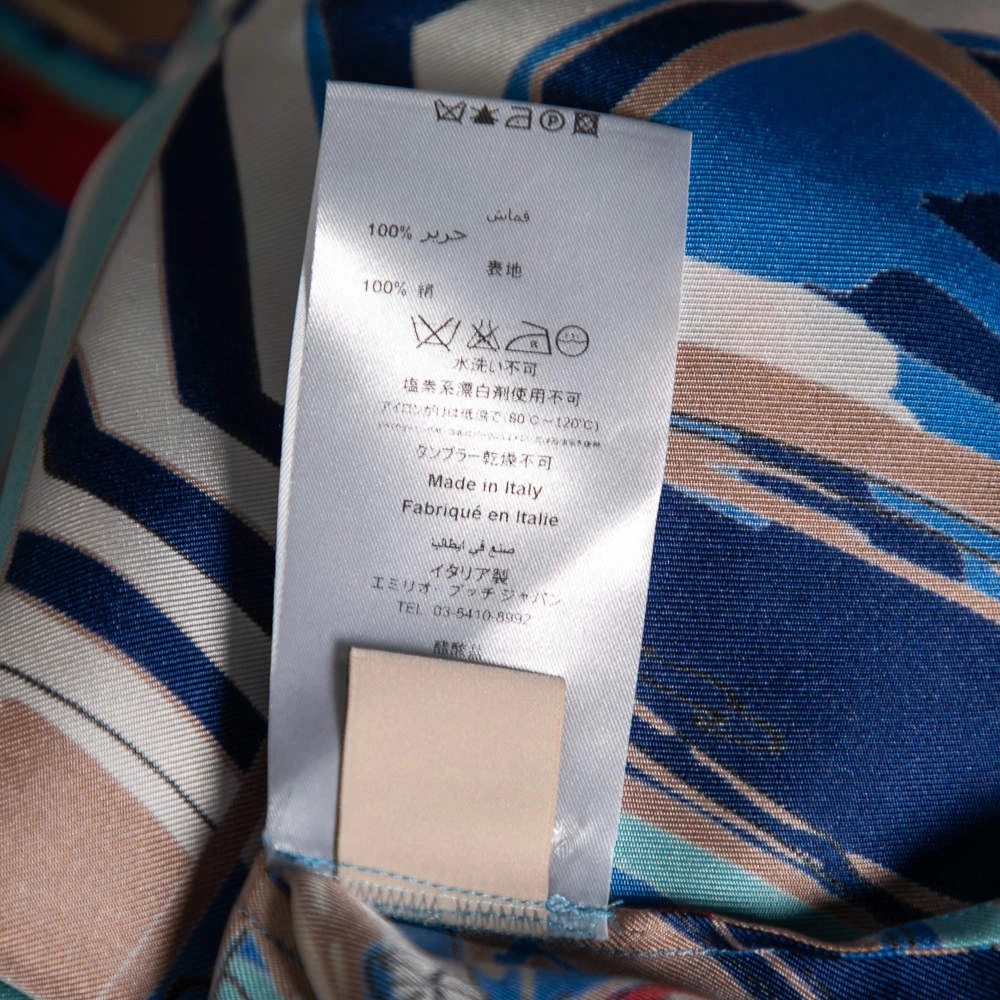 P
قماش
100% حرير
表地
100% 絹
水洗い不可
塩素系漂白剤使用不可
アイロンがけは低温で(80℃~120℃)
タンブラー乾燥不可
Made in Italy
Fabriqué en Italie
صنع في
イタリア製
エミリオ・プッチ ジャパン
TEL 03-5410-8992